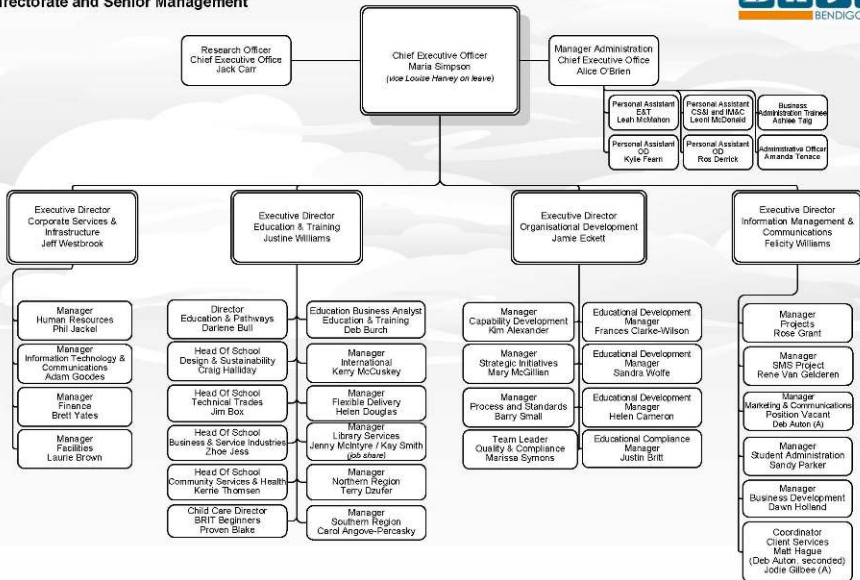 Directorate and Senior Management
BENDIGO
Research Officer
Chief Executive Office
Jack Carr
Chief Executive Officer
Maria Simpson
(vice Louise Harvey on leave)
Manager Administration
Chief Executive Office
Alice O'Brien
Personal Assistant
E&T
Leah McMahon
Personal Assistant
CS&I and IM&C
Leoni McDonald
Business
Administration Trainee
Ashlee Taig
Personal Assistant
OD
Kylie Fearn
Personal Assistant
OD
Ros Derrick
Administrative Officer
Amanda Tenace
Executive Director
Corporate Services &
Infrastructure
Jeff Westbrook
Executive Director
Education & Training
Justine Williams
Executive Director
Organisational Development
Jamie Eckett
Executive Director
Information Management &
Communications
Felicity Williams
Manager
Human Resources
Phil Jackel
Manager
Information Technology &
Communications
Adam Goodes
Manager
Finance
Brett Yates
Manager
Facilities
Laurie Brown
Director
Education & Pathways
Darlene Bull
Head Of School
Design & Sustainability
Craig Halliday
Head Of School
Technical Trades
Jim Box
Head Of School
Business & Service Industries
Zhoe Jess
Head Of School
Community Services & Health
Kerrie Thomsen
Child Care Director
BRIT Beginners
Proven Blake
Education Business Analyst
Education & Training
Deb Burch
Manager
International
Kerry McCuskey
Manager
Flexible Delivery
Helen Douglas
Manager
Library Services
Jenny McIntyre / Kay Smith
(job share)
Manager
Northern Region
Terry Dzufer
Manager
Southern Region
Carol Angove-Percasky
Manager
Capability Development
Kim Alexander
Manager
Strategic Initiatives
Mary McGillian
Manager
Process and Standards
Barry Small
Team Leader
Quality & Compliance
Marissa Symons
Educational Development
Manager
Frances Clarke-Wilson
Educational Development
Manager
Sandra Wolfe
Educational Development
Manager
Helen Cameron
Educational Compliance
Manager
Justin Britt
Manager
Projects
Rose Grant
Manager
SMS Project
Rene Van Gelderen
Manager
Marketing & Communications
Position Vacant
Deb Auton (A)
Manager
Student Administration
Sandy Parker
Manager
Business Development
Dawn Holland
Coordinator
Client Services
Matt Hague
(Deb Auton, seconded)
Jodie Gilbee (A)